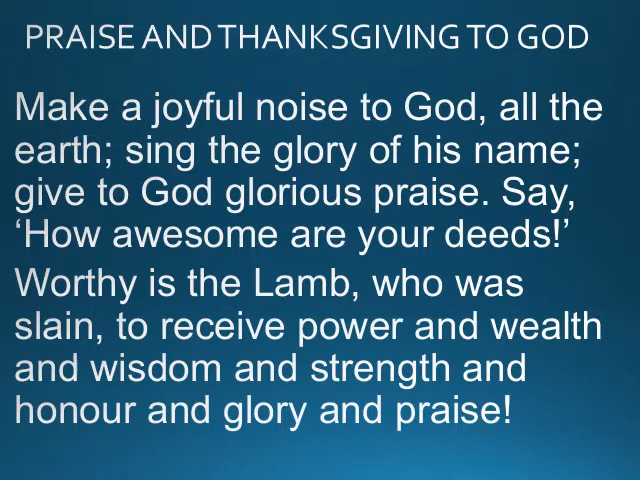 PRAISE AND THANKSGIVING TO GOD
Make a joyful noise to God, all the
earth; sing the glory of his name;
give to God glorious praise. Say,
‘How awesome are your deeds!’
Worthy is the Lamb, who was
slain, to receive power and wealth
and wisdom and strength and
honour and glory and praise!